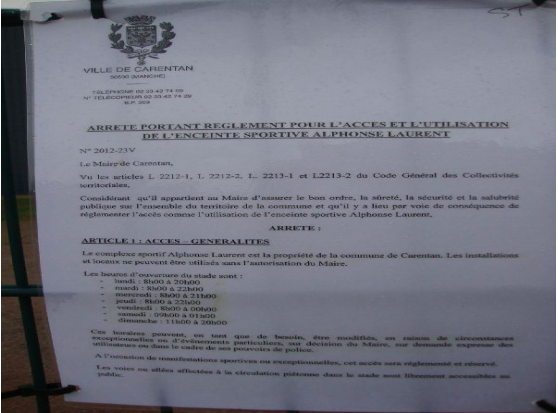 ST
VILLE DE CARENTAN
50500 (MANCHE)
TÉLÉPHONE 02 33 42 74 00
N° TÉLÉCOPIEUR 02 33 42 74 29
B.P. 209
ARRETE PORTANT REGLEMENT POUR L'ACCES ET L'UTILISATION
DE L'ENCEINTE SPORTIVE ALPHONSE LAURENT
N° 2012-23V
Le Maire de Carentan,
Vu les articles L 2212-1, L 2212-2, L. 2213-1 et L2213-2 du Code Général des Collectivités
territoriales,
Considérant qu'il appartient au Maire d'assurer le bon ordre, la sûreté, la sécurité et la salubrité
publique sur l'ensemble du territoire de la commune et qu'il y a lieu par voie de conséquence de
réglementer l'accès comme l'utilisation de l'enceinte sportive Alphonse Laurent,
ARRETE :
ARTICLE 1 : ACCES – GENERALITES
Le complexe sportif Alphonse Laurent est la propriété de la commune de Carentan. Les installations
et locaux ne peuvent être utilisés sans l'autorisation du Maire.
Les heures d'ouverture du stade sont :
- lundi : 8h00 à 20h00
- mardi : 8h00 à 22h00
- mercredi : 8h00 à 21h00
- jeudi : 8h00 à 22h00
- vendredi : 8h00 à 00h00
- samedi : 09h00 à 01h00
- dimanche : 11h00 à 20h00
Ces horaires peuvent, en tant que de besoin, être modifiés, en raison de circonstances
exceptionnelles ou d'évènements particuliers, sur décision du Maire, sur demande expresse des
utilisateurs ou dans le cadre de ses pouvoirs de police.
A l'occasion de manifestations sportives ou exceptionnelles, cet accès sera réglementé et réservé.
Les voies ou allées affectées à la circulation piétonne dans le stade sont librement accessibles au
public.